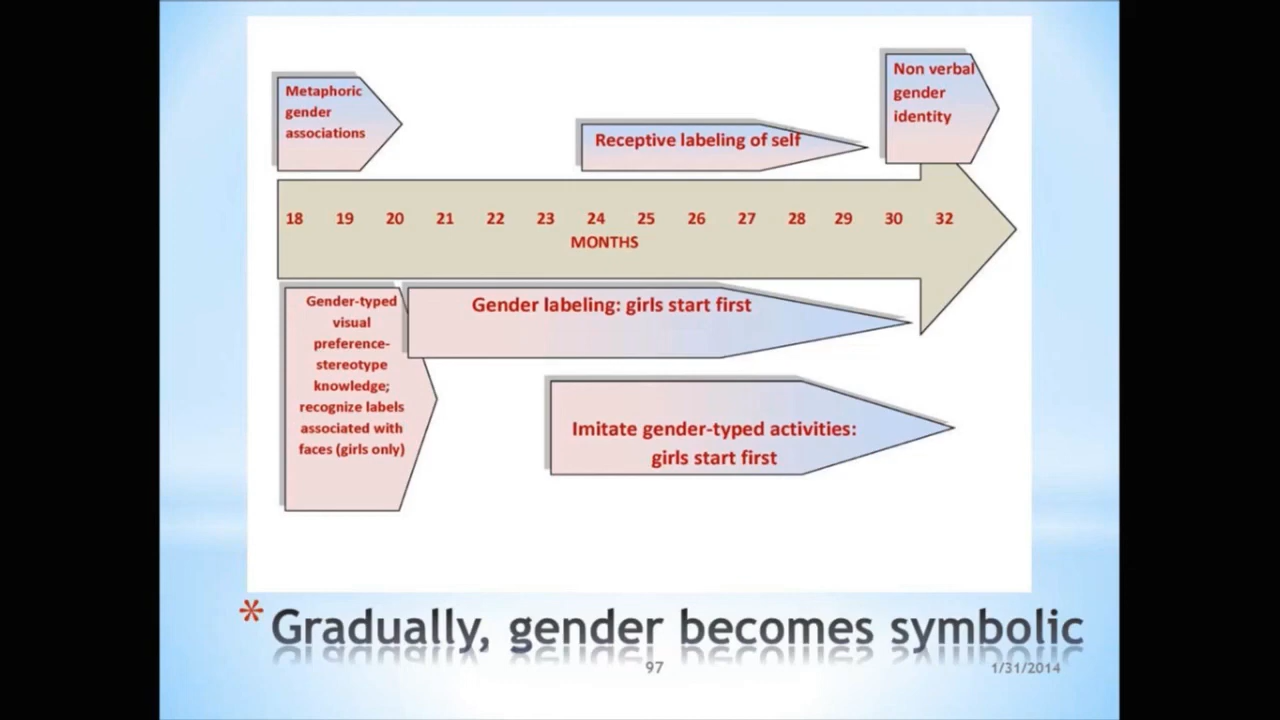 Metaphoric
gender
associations
Receptive labeling of self
Non verbal
gender
identity
18 19 20 21 22 23 24 25 26 27 28 29 30 32
MONTHS
Gender-typed
visual
preference-
stereotype
knowledge;
recognize labels
associated with
faces (girls only)
Gender labeling: girls start first
Imitate gender-typed activities:
girls start first
* Gradually, gender becomes symbolic
97
1/31/2014